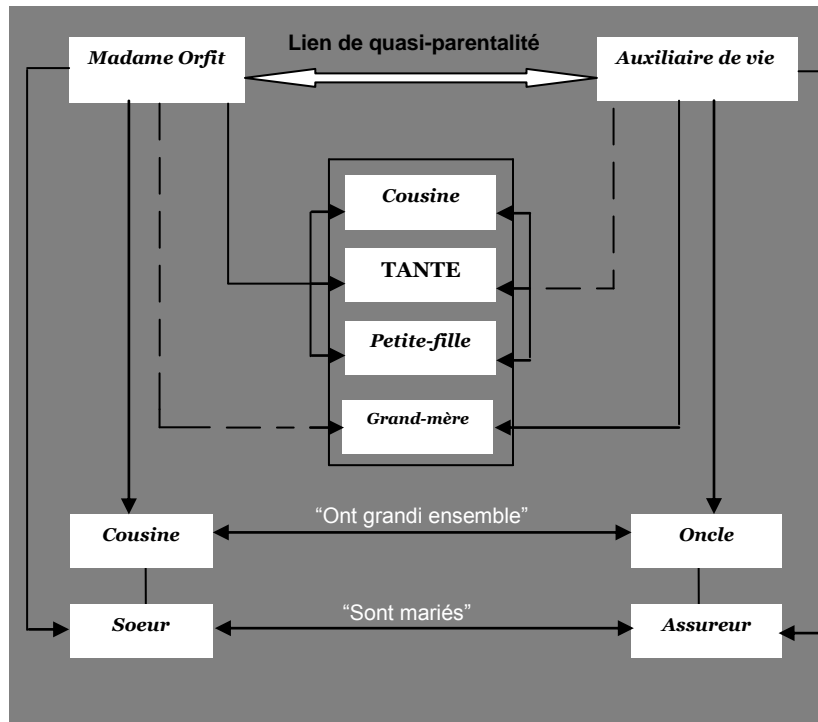 Lien de quasi-parentalité
Madame Orfit
Auxiliaire de vie
Cousine
TANTE
Petite-fille
Grand-mère
“Ont grandi ensemble”
Cousine
Oncle
“Sont mariés”
Soeur
Assureur